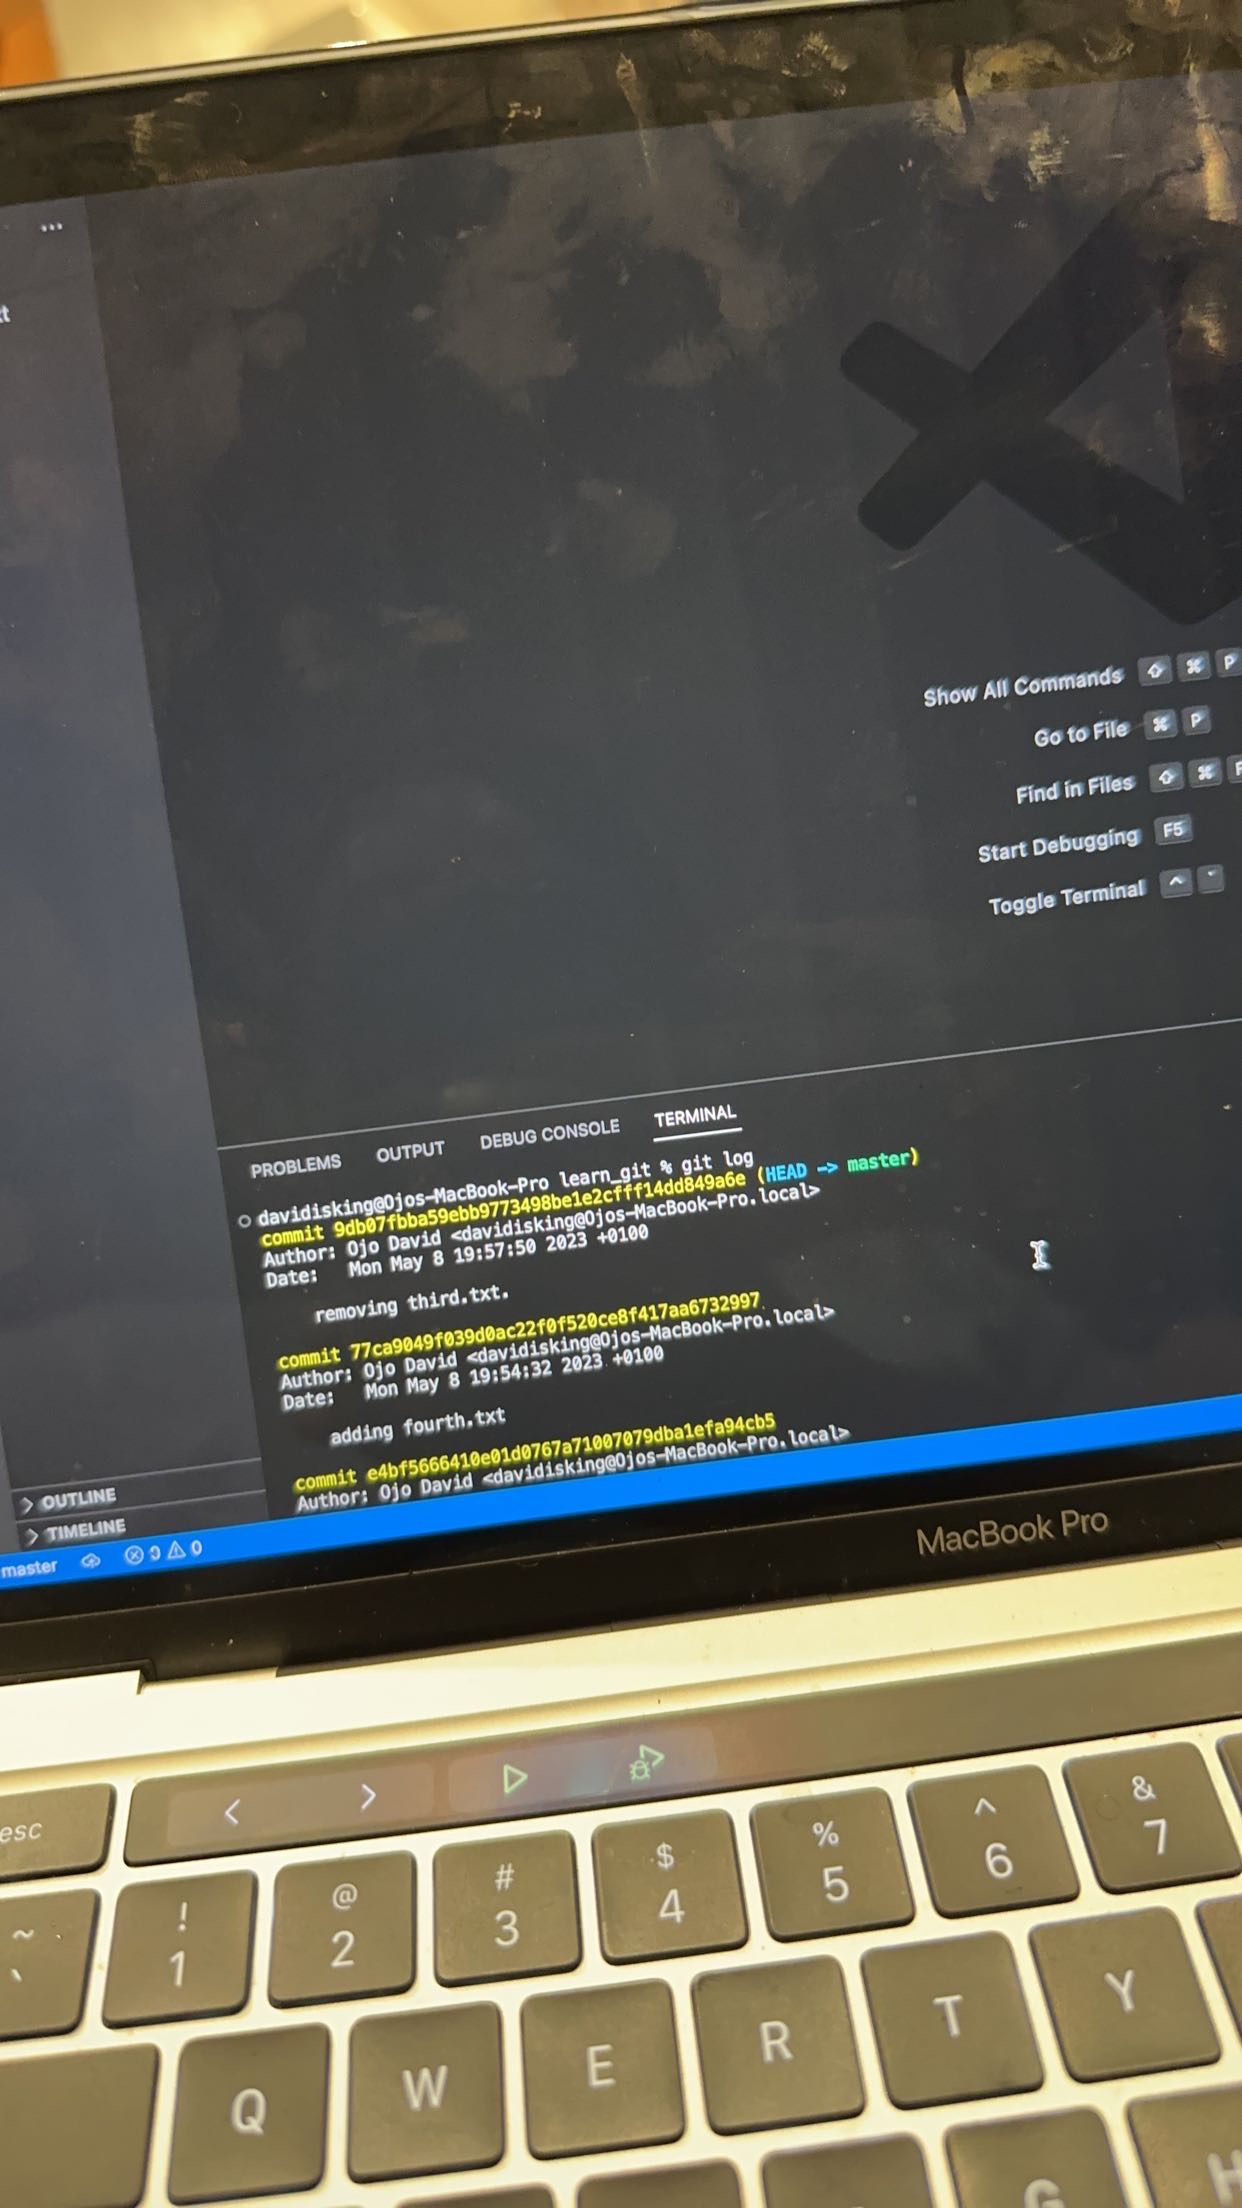 Show All Commands ⇧ ⌘ P
Go to File ⌘ P
Find in Files ⇧ ⌘
Start Debugging F5
Toggle Terminal ^ `
PROBLEMS OUTPUT DEBUG CONSOLE TERMINAL
davidisking@Ojos-MacBook-Pro learn_git % git log
commit 9db07fbba59ebb9773498be1e2cfff14dd849a6e (HEAD -> master)
Author: Ojo David <davidisking@Ojos-MacBook-Pro.local>
Date: Mon May 8 19:57:50 2023 +0100
removing third.txt.
commit 77ca9049f039d0ac22f0f520ce8f417aa6732997
Author: Ojo David <davidisking@Ojos-MacBook-Pro.local>
Date: Mon May 8 19:54:32 2023 +0100
adding fourth.txt
commit e4bf5666410e01d0767a71007079dba1efa94cb5
Author: Ojo David <davidisking@Ojos-MacBook-Pro.local>
> OUTLINE
> TIMELINE
master 0 0
MacBook Pro
esc < >
~ ! @ # $ % ^ &
` 1 2 3 4 5 6 7
Q W E R T Y
G H